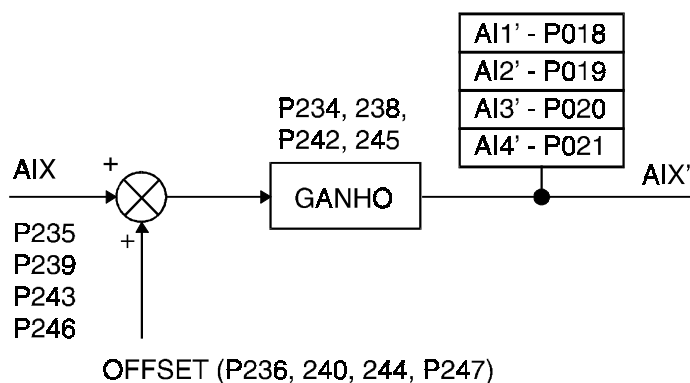 AI1' - P018
AI2' - P019
AI3' - P020
AI4' - P021
P234, 238,
P242, 245
AIX
+
GANHO
AIX'
+
P235
P239
P243
P246
OFFSET (P236, 240, 244, P247)